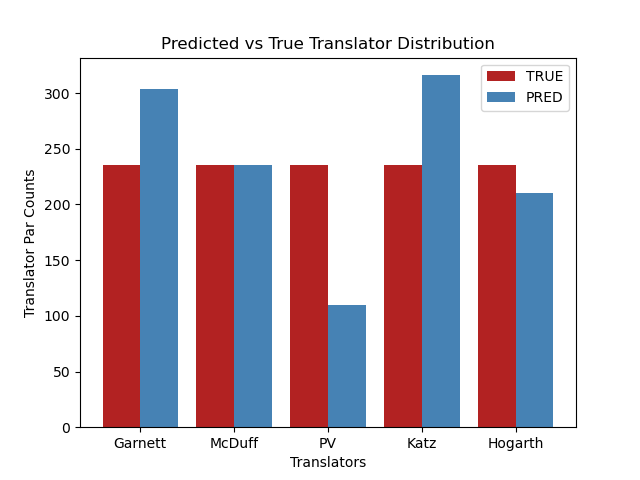 Predicted vs True Translator Distribution
TRUE
PRED
Translator Par Counts
300
250
200
150
100
50
0
Garnett McDuff PV Katz Hogarth
Translators